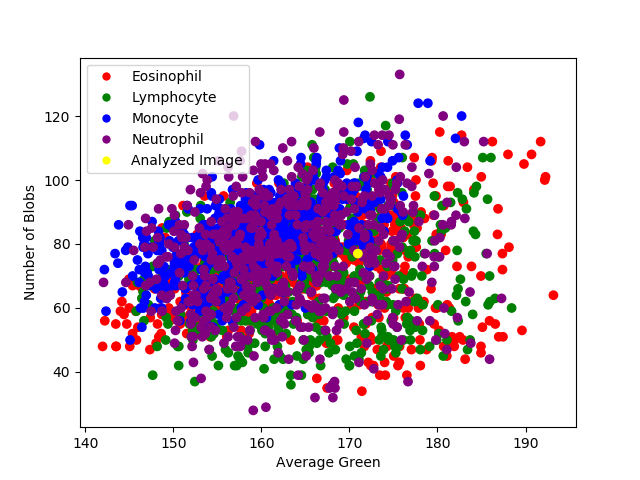 Eosinophil
Lymphocyte
Monocyte
Neutrophil
Analyzed Image
120
100
80
60
40
Number of Blobs
140 150 160 170 180 190
Average Green